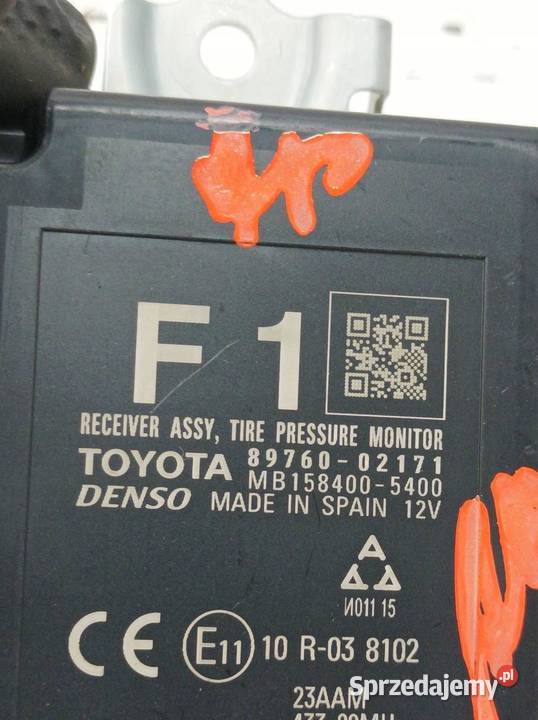 F 1
RECEIVER ASSY, TIRE PRESSURE MONITOR
TOYOTA 89760-02171
MB158400-5400
DENSO MADE IN SPAIN 12V
N011 15
CE E11 10 R-03 8102
23AAM
Sprzedajemy.pl